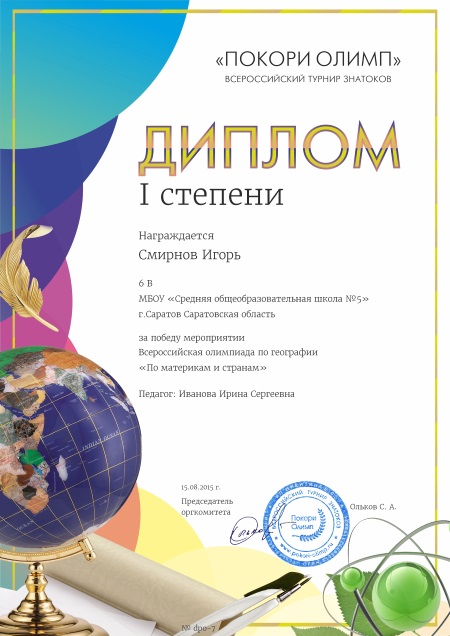 «ПОКОРИ ОЛИМП»
ВСЕРОССИЙСКИЙ ТУРНИР ЗНАТОКОВ
ДИПЛОМ
I степени
Награждается
Смирнов Игорь
6 В
МБОУ «Средняя общеобразовательная школа №5»
г.Саратов Саратовская область
за победу мероприятии
Всероссийская олимпиада по географии
«По материкам и странам»
Педагог: Иванова Ирина Сергеевна
INDIAN OCEAN
15.08.2015 г.
Председатель
оргкомитета
ВСЕРОССИЙСКИЙ ТУРНИР ЗНАТОКОВ
Покори
Олимп
www.pokori-olimp.ru
Ольков С. А.
№ dpo-7